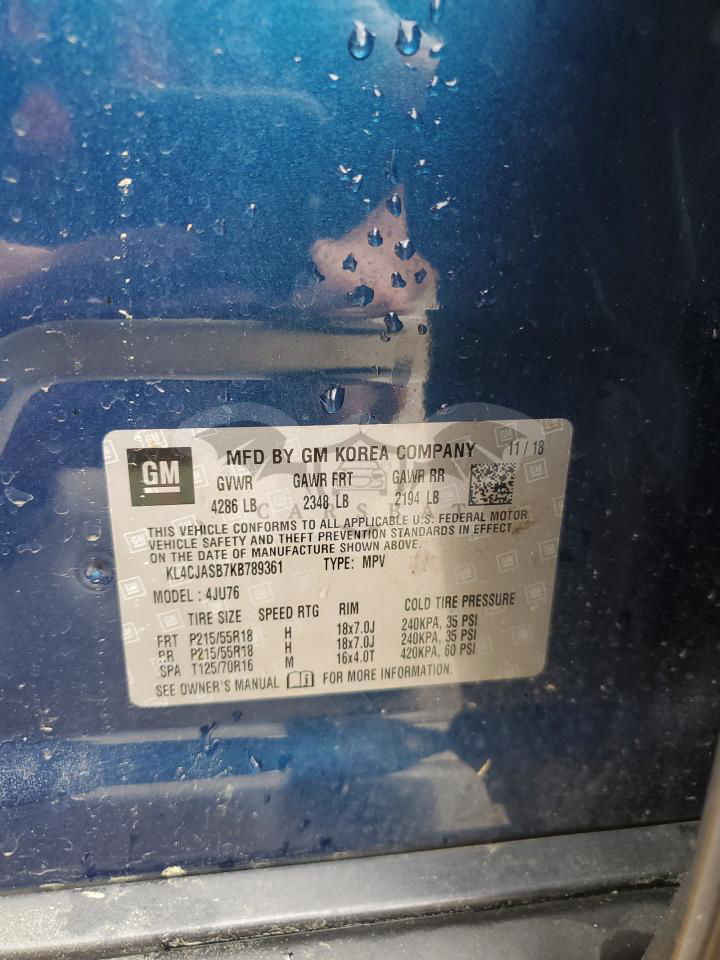 GM
MFD BY GM KOREA COMPANY 11 / 18
GVWR GAWR FRT GAWR RR
4286 LB 2348 LB 2194 LB
CARSEAT
THIS VEHICLE CONFORMS TO ALL APPLICABLE U.S. FEDERAL MOTOR
VEHICLE SAFETY AND THEFT PREVENTION STANDARDS IN EFFECT
ON THE DATE OF MANUFACTURE SHOWN ABOVE.
KL4CJASB7KB789361 TYPE: MPV
MODEL: 4JU76
TIRE SIZE SPEED RTG RIM COLD TIRE PRESSURE
FRT P215/55R18 H 18x7.0J 240KPA, 35 PSI
RR P215/55R18 H 18x7.0J 240KPA, 35 PSI
SPA T125/70R16 M 16x4.0T 420KPA, 60 PSI
SEE OWNER'S MANUAL FOR MORE INFORMATION.